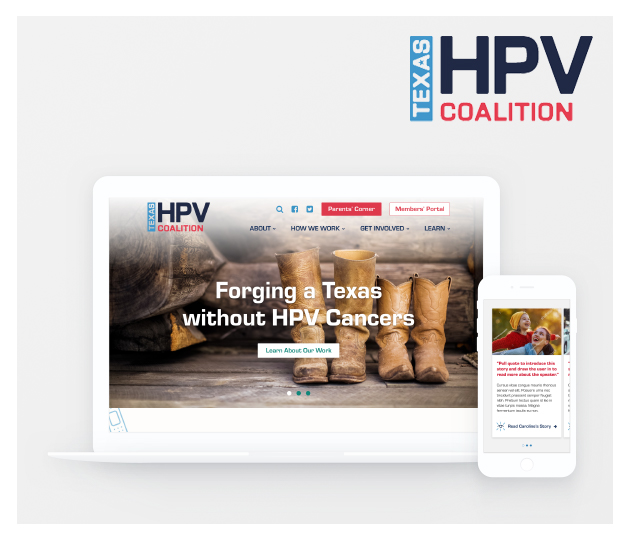 TEXAS
HPV
COALITION
TEXAS
HPV
COALITION
Parents' Corner
Members' Portal
ABOUT
HOW WE WORK
GET INVOLVED
LEARN
Forging a Texas
without HPV Cancers
Learn About Our Work
"Pull quote to introduce this
story and draw the user in to
read more about the speaker."
Read Caroline's Story